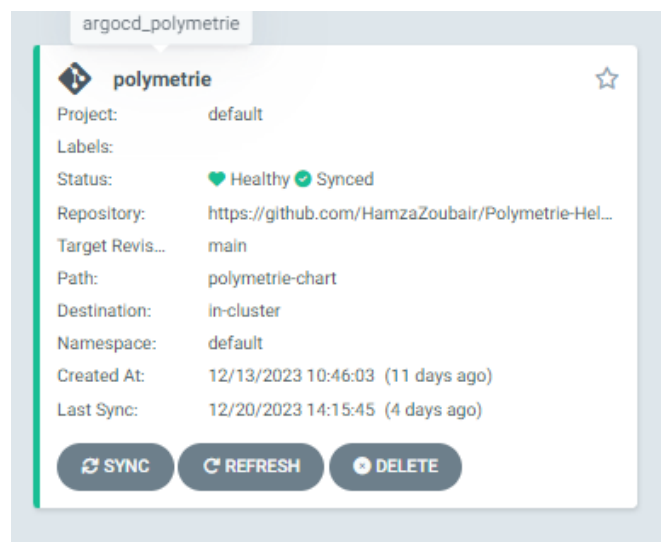 argocd_polymetrie
polymetrie
Project: default
Labels:
Status: Healthy Synced
Repository: https://github.com/HamzaZoubair/Polymetrie-Hel...
Target Revis... main
Path: polymetrie-chart
Destination: in-cluster
Namespace: default
Created At: 12/13/2023 10:46:03 (11 days ago)
Last Sync: 12/20/2023 14:15:45 (4 days ago)
SYNC REFRESH DELETE